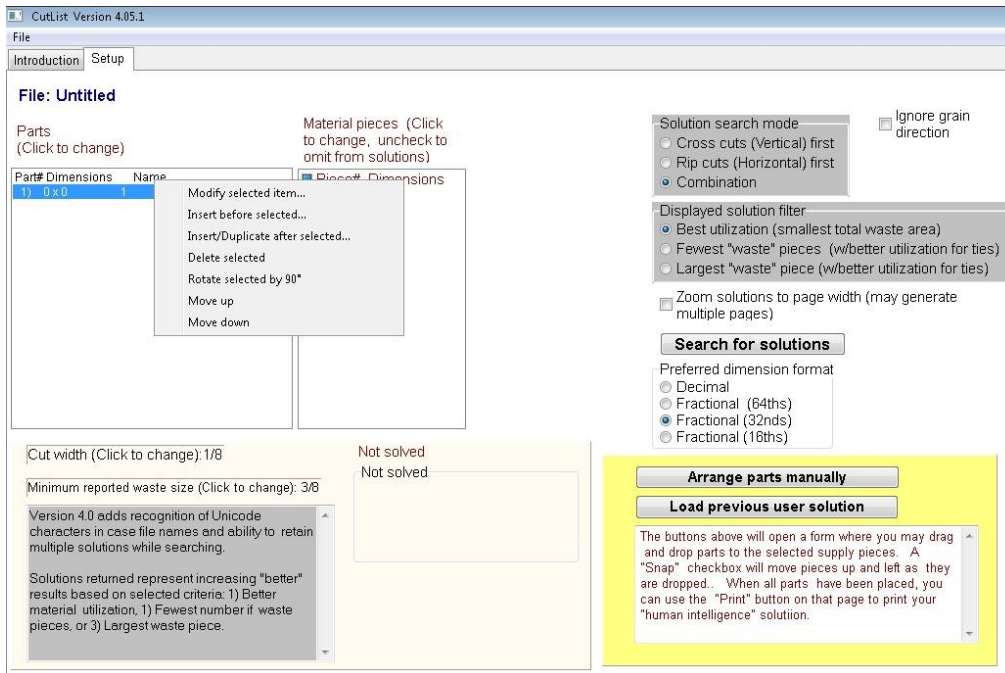 CutList Version 4.05.1
File
Introduction
Setup
File: Untitled
Parts
(Click to change)
Part# Dimensions Name
1) 0 x 0 1
Modify selected item...
Insert before selected...
Insert/Duplicate after selected...
Delete selected
Rotate selected by 90°
Move up
Move down
Material pieces (Click
to change, uncheck to
omit from solutions)
Piece# Dimensions
Solution search mode
Cross cuts (Vertical) first
Rip cuts (Horizontal) first
Combination
Ignore grain
direction
Displayed solution filter
Best utilization (smallest total waste area)
Fewest "waste" pieces (w/better utilization for ties)
Largest "waste" piece (w/better utilization for ties)
Zoom solutions to page width (may generate
multiple pages)
Search for solutions
Preferred dimension format
Decimal
Fractional (64ths)
Fractional (32nds)
Fractional (16ths)
Cut width (Click to change):1/8
Minimum reported waste size (Click to change): 3/8
Version 4.0 adds recognition of Unicode
characters in case file names and ability to retain
multiple solutions while searching.
Solutions returned represent increasing "better"
results based on selected criteria: 1) Better
material utilization, 1) Fewest number if waste
pieces, or 3) Largest waste piece.
Not solved
Not solved
Arrange parts manually
Load previous user solution
The buttons above will open a form where you may drag
and drop parts to the selected supply pieces. A
"Snap" checkbox will move pieces up and left as they
are dropped.. When all parts have been placed, you
can use the "Print" button on that page to print your
"human intelligence" solutiion.